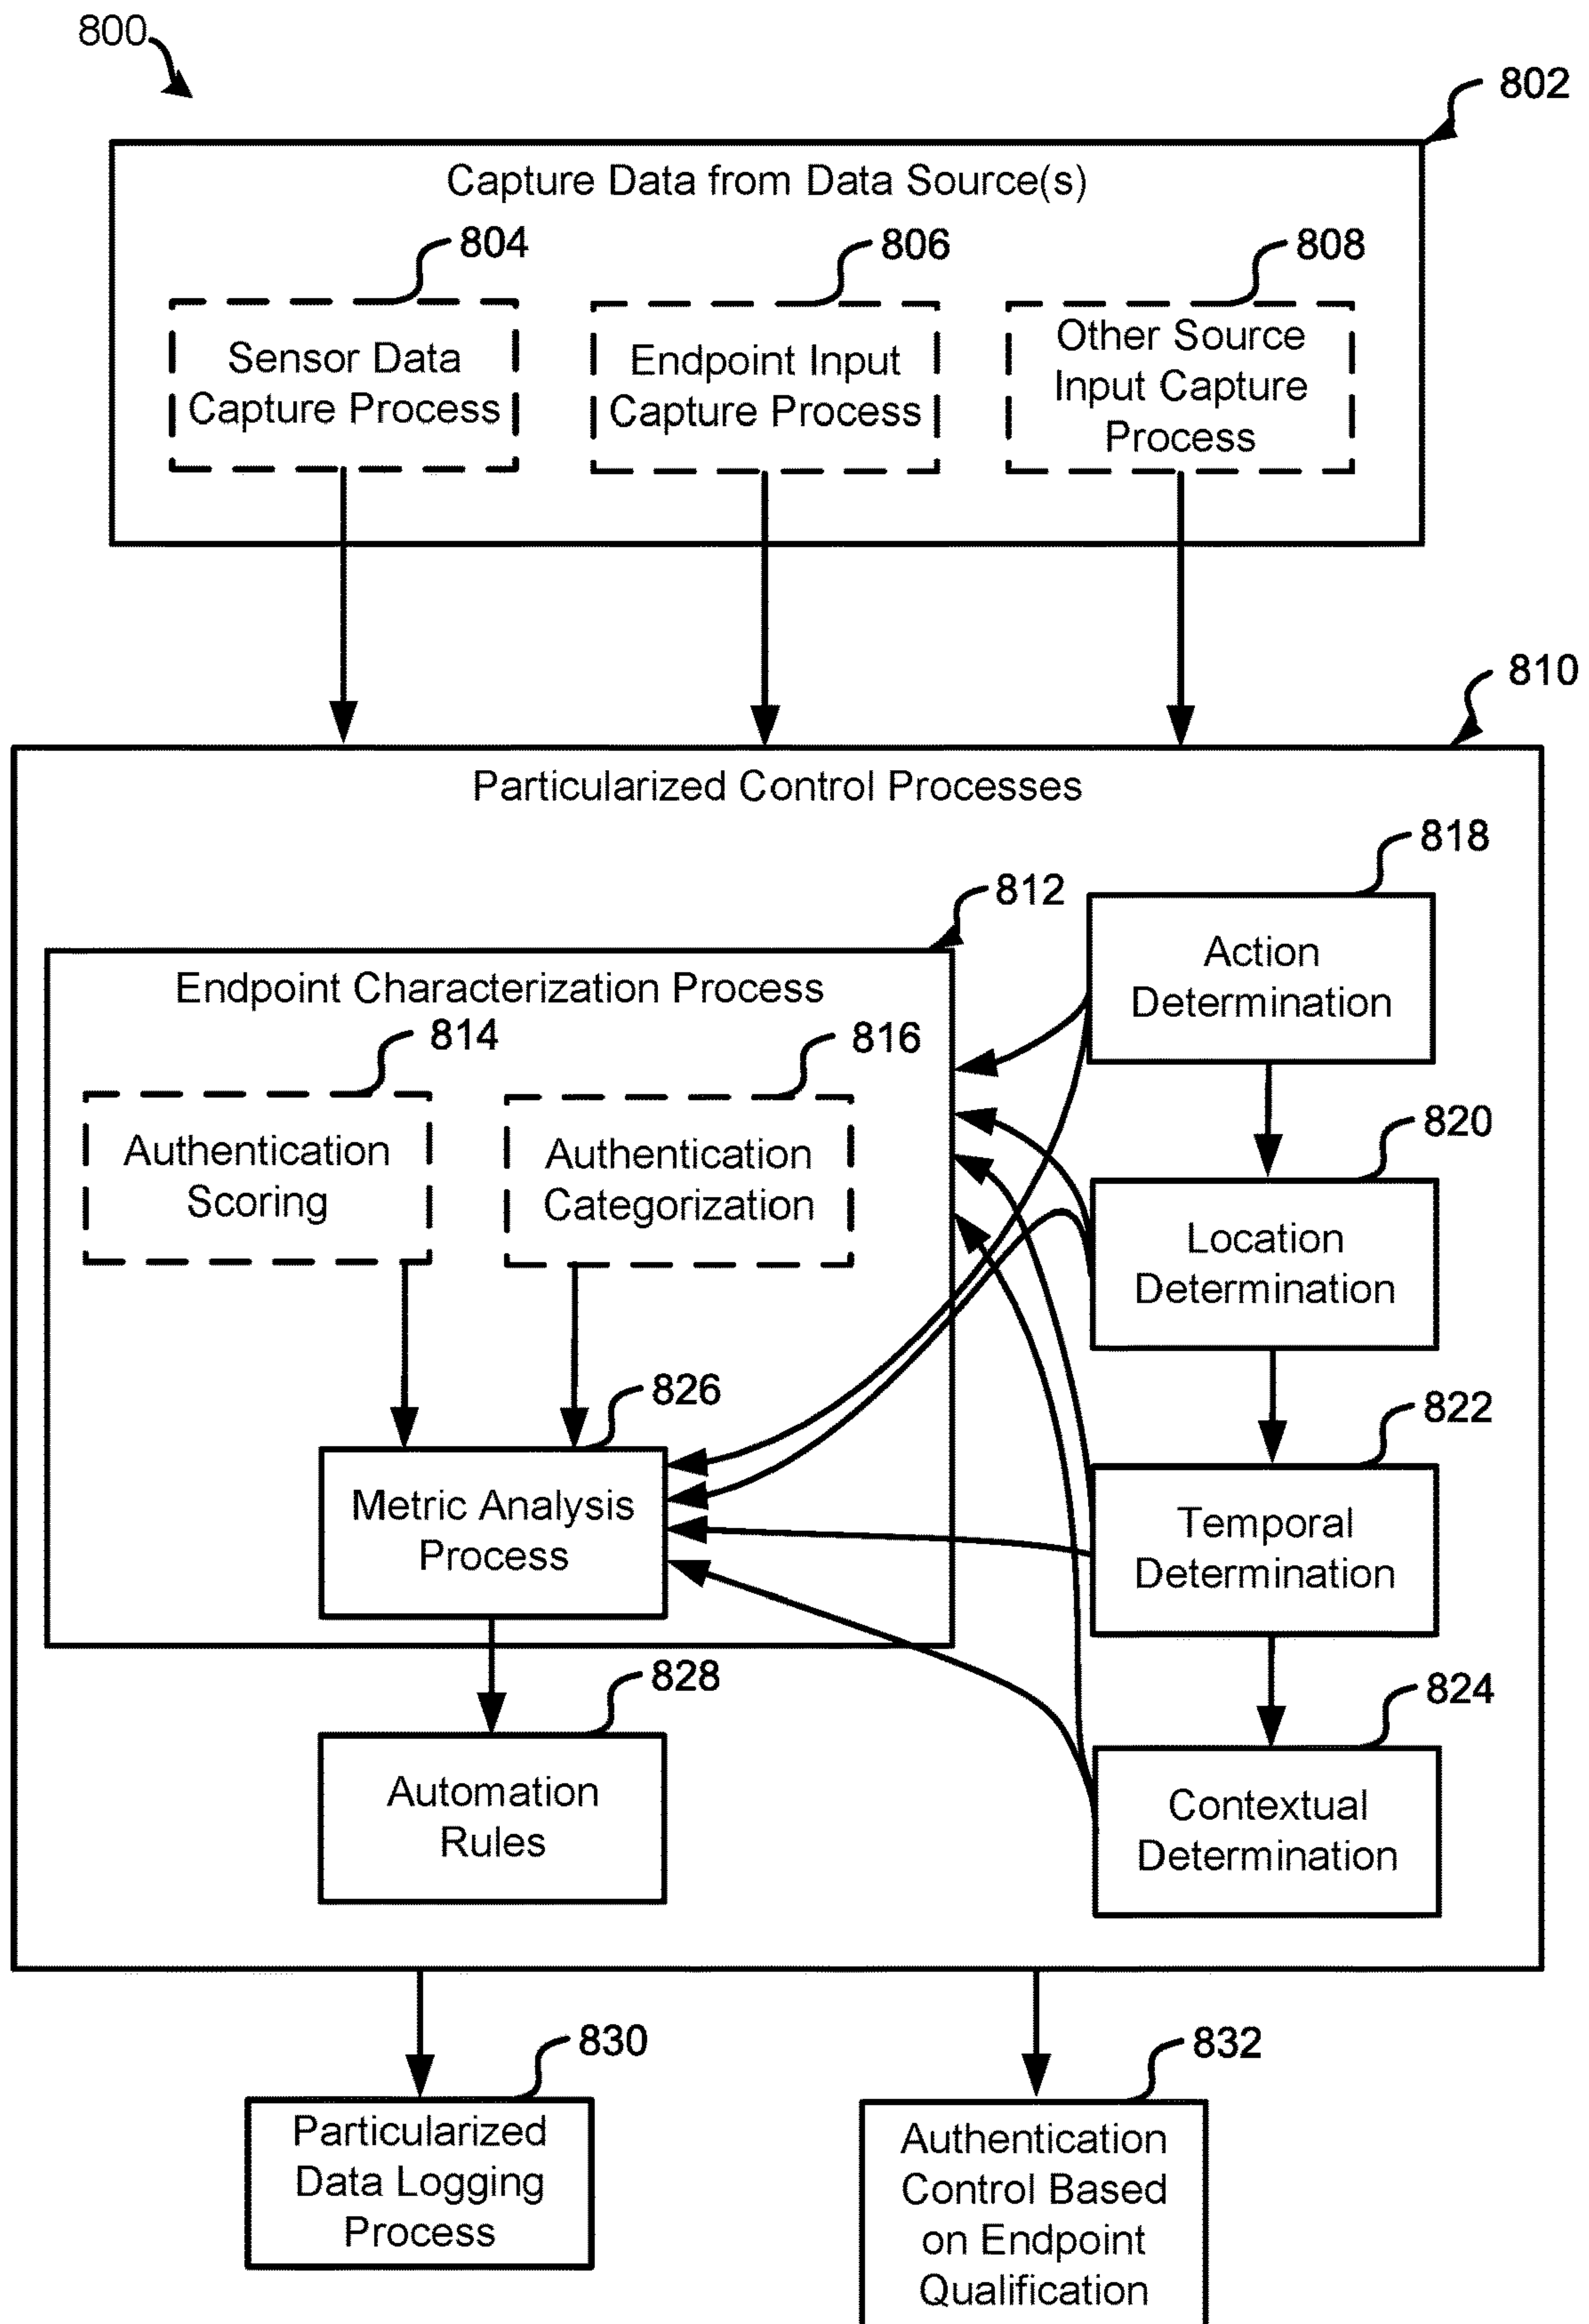 800
802
Capture Data from Data Source(s)
804
806
808
Sensor Data
Capture Process
Endpoint Input
Capture Process
Other Source
Input Capture
Process
810
Particularized Control Processes
818
812
Action
Determination
Endpoint Characterization Process
814
816
820
Authentication
Scoring
Authentication
Categorization
Location
Determination
826
822
Metric Analysis
Process
Temporal
Determination
828
824
Automation
Rules
Contextual
Determination
830
832
Particularized
Data Logging
Process
Authentication
Control Based
on Endpoint
Qualification